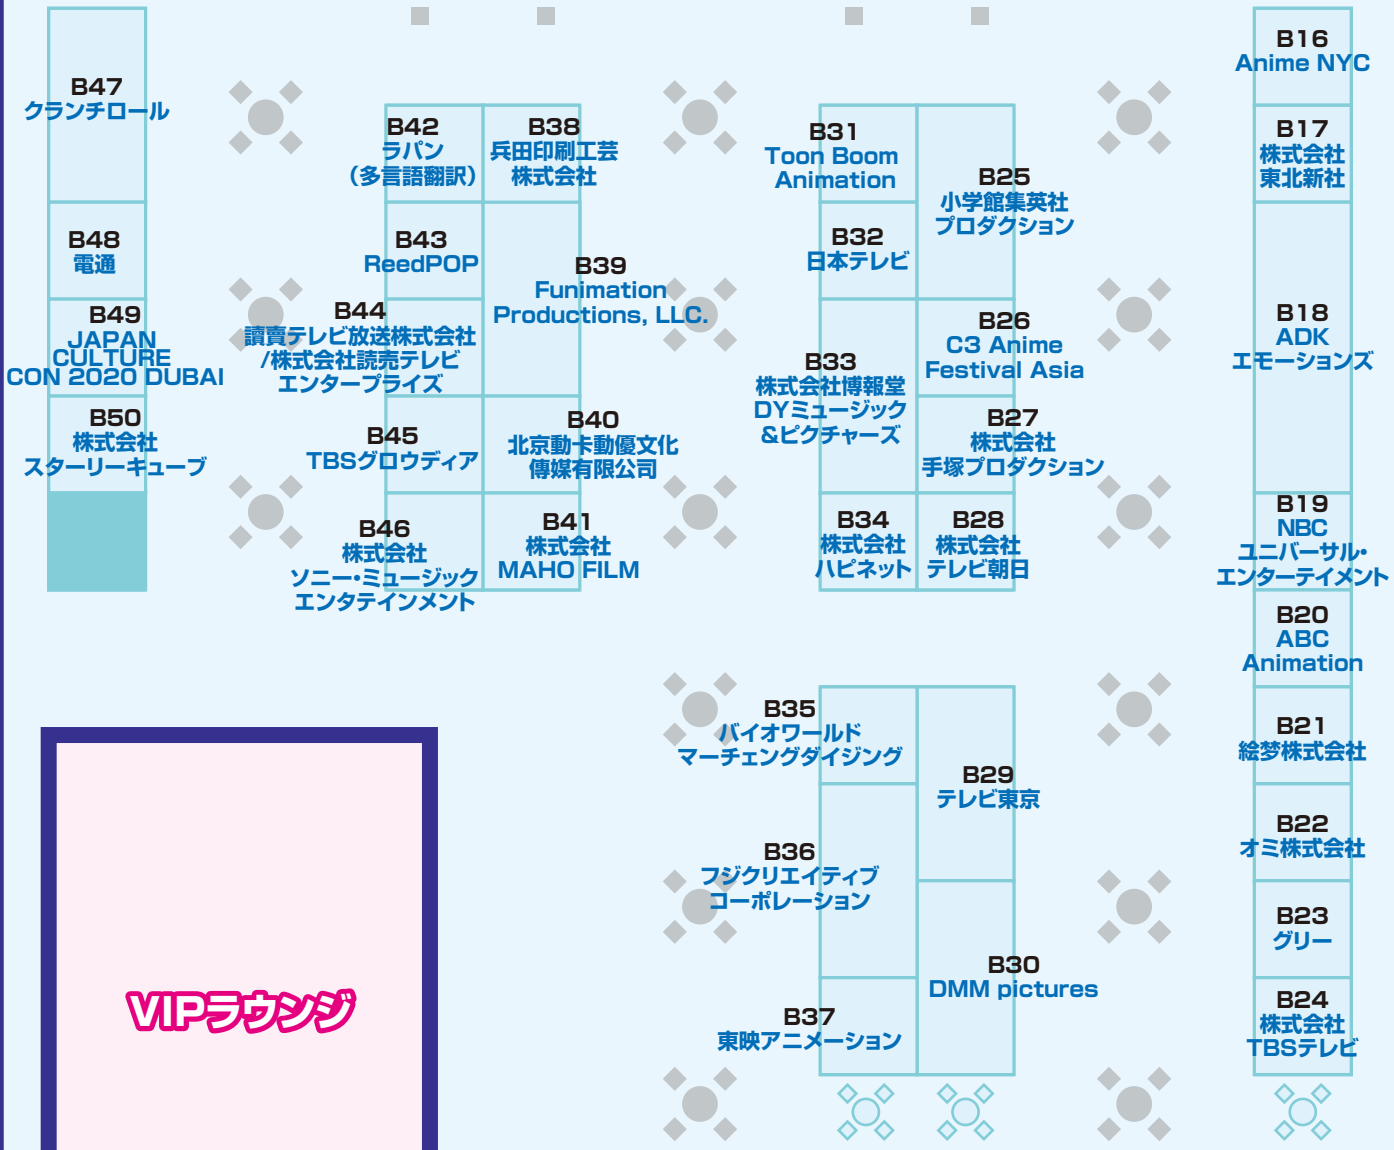 B47
クランチロール
B48
電通
B49
JAPAN
CULTURE
CON 2020 DUBAI
B50
株式会社
スターリーキューブ
B42
ラパン
（多言語翻訳）
B43
ReedPOP
B44
讀賣テレビ放送株式会社
/株式会社読売テレビ
エンタープライズ
B45
TBSグロウディア
B46
株式会社
ソニー・ミュージック
エンタテインメント
B38
兵田印刷工芸
株式会社
B39
Funimation
Productions, LLC.
B40
北京動卡動優文化
傳媒有限公司
B41
株式会社
MAHO FILM
B31
Toon Boom
Animation
B32
日本テレビ
B33
株式会社博報堂
DYミュージック
&ピクチャーズ
B34
株式会社
ハピネット
B25
小学館集英社
プロダクション
B26
C3 Anime
Festival Asia
B27
株式会社
手塚プロダクション
B28
株式会社
テレビ朝日
B35
バイオワールド
マーチェングダイジング
B36
フジクリエイティブ
コーポレーション
B37
東映アニメーション
B29
テレビ東京
B30
DMM pictures
B16
Anime NYC
B17
株式会社
東北新社
B18
ADK
エモーションズ
B19
NBC
ユニバーサル・
エンターテイメント
B20
ABC
Animation
B21
絵梦株式会社
B22
オミ株式会社
B23
グリー
B24
株式会社
TBSテレビ
VIPラウンジ